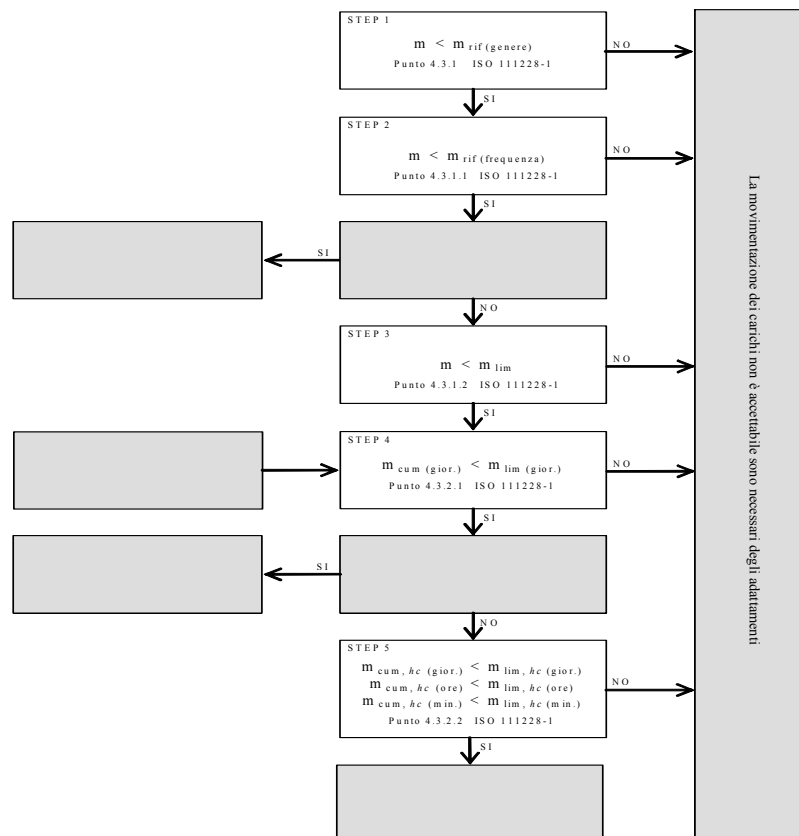 STEP 1
m < m rif (genere)
Punto 4.3.1 ISO 111228-1
NO
SI
STEP 2
m < m rif(frequenza)
Punto 4.3.1.1 ISO 111228-1
NO
SI
SI
NO
STEP 3
m < m lim
Punto 4.3.1.2 ISO 111228-1
NO
SI
STEP 4
m cum (gior.) < m lim (gior.)
Punto 4.3.2.1 ISO 111228-1
NO
SI
SI
NO
STEP 5
m cum, hc (gior.) < m lim, hc (gior.)
m cum, hc (ore) < m lim, hc (ore)
m cum, hc (min.) < m lim, hc (min.)
Punto 4.3.2.2 ISO 111228-1
NO
SI
La movimentazione dei carichi non è accettabile sono necessari degli adattamenti